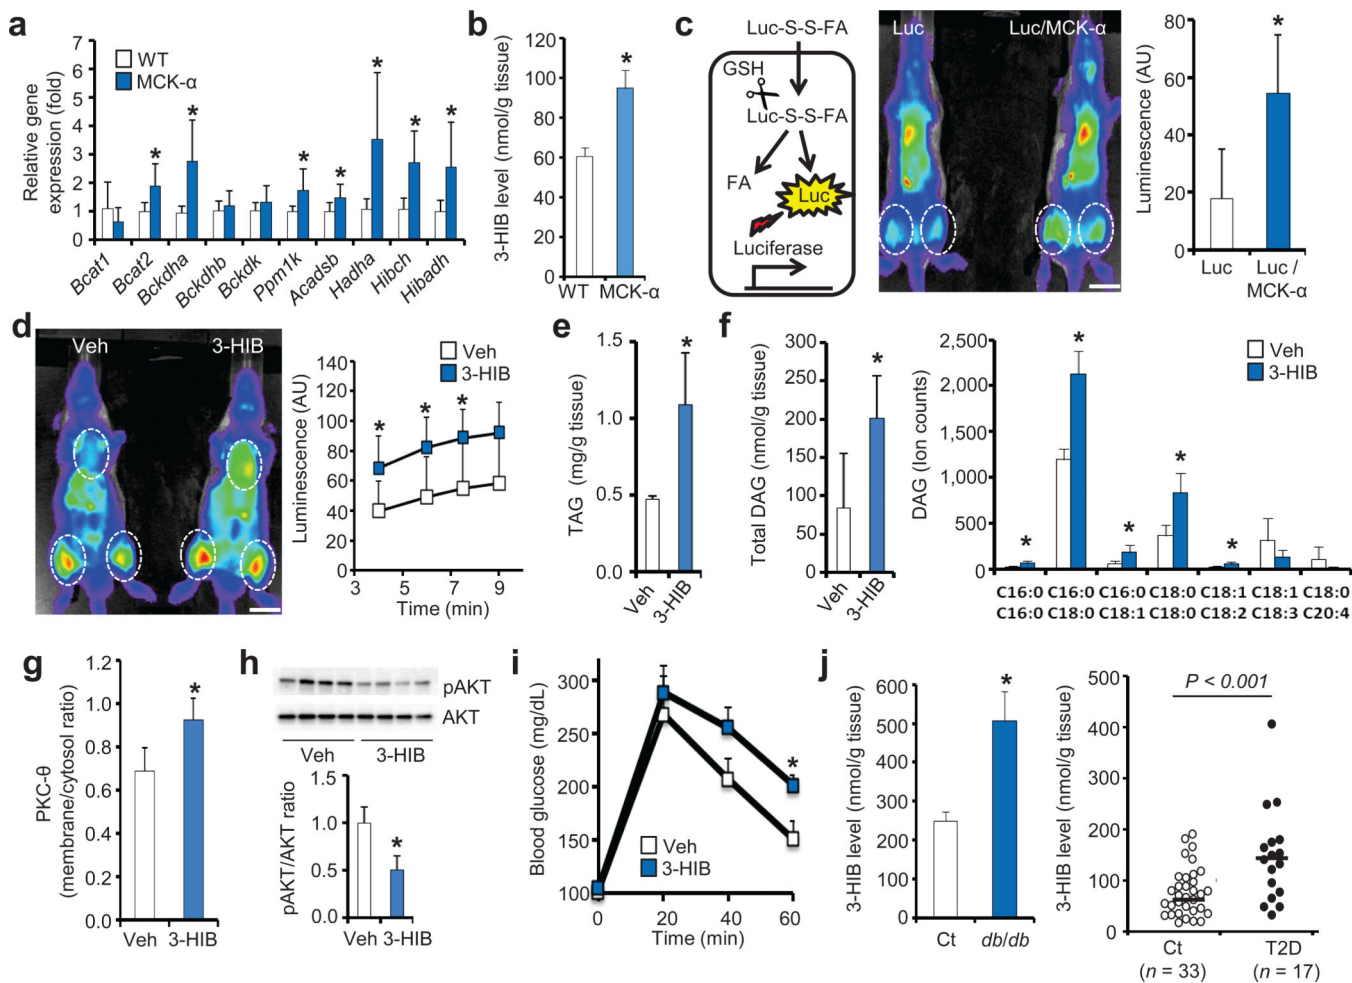 a
Relative gene
expression (fold)
7
6
5
4
3
2
1
0
WT
MCK-α
*
*
*
*
*
*
*
Bcat1
Bcat2
Bckdha
Bckdhb
Bckdk
Ppm1k
Acadsb
Hadha
Hibch
Hibadh
b
3-HIB level (nmol/g tissue)
120
100
80
60
40
20
0
*
WT MCK-α
c
Luc-S-S-FA
GSH
Luc-S-S-FA
FA
Luc
Luciferase
Luc
Luc/MCK-α
Luminescence (AU)
80
60
40
20
0
*
Luc
Luc /
MCK-α
d
Veh
3-HIB
Luminescence (AU)
140
120
100
80
60
40
20
0
Veh
3-HIB
*
*
*
3 5 7 9
Time (min)
e
TAG (mg/g tissue)
1.5
1.0
0.5
0.0
*
Veh
3-HIB
f
Total DAG (nmol/g tissue)
300
250
200
150
100
50
0
*
Veh
3-HIB
DAG (Ion counts)
2,500
2,000
1,500
1,000
500
0
Veh
3-HIB
*
*
*
*
*
C16:0 C16:0 C16:0 C18:0 C18:1 C18:1 C18:0
C16:0 C18:0 C18:1 C18:0 C18:2 C18:3 C20:4
g
PKC-θ
(membrane/cytosol ratio)
1.2
1.0
0.8
0.6
0.4
0.2
0.0
*
Veh 3-HIB
h
pAKT
AKT
Veh 3-HIB
pAKT/AKT ratio
1.5
1.0
0.5
0.0
*
Veh 3-HIB
i
Blood glucose (mg/dL)
300
250
200
150
100
*
Veh
3-HIB
0 20 40 60
Time (min)
j
3-HIB level (nmol/g tissue)
600
500
400
300
200
100
0
*
Ct db/db
3-HIB level (nmol/g tissue)
500
400
300
200
100
0
P < 0.001
Ct T2D
(n = 33) (n = 17)